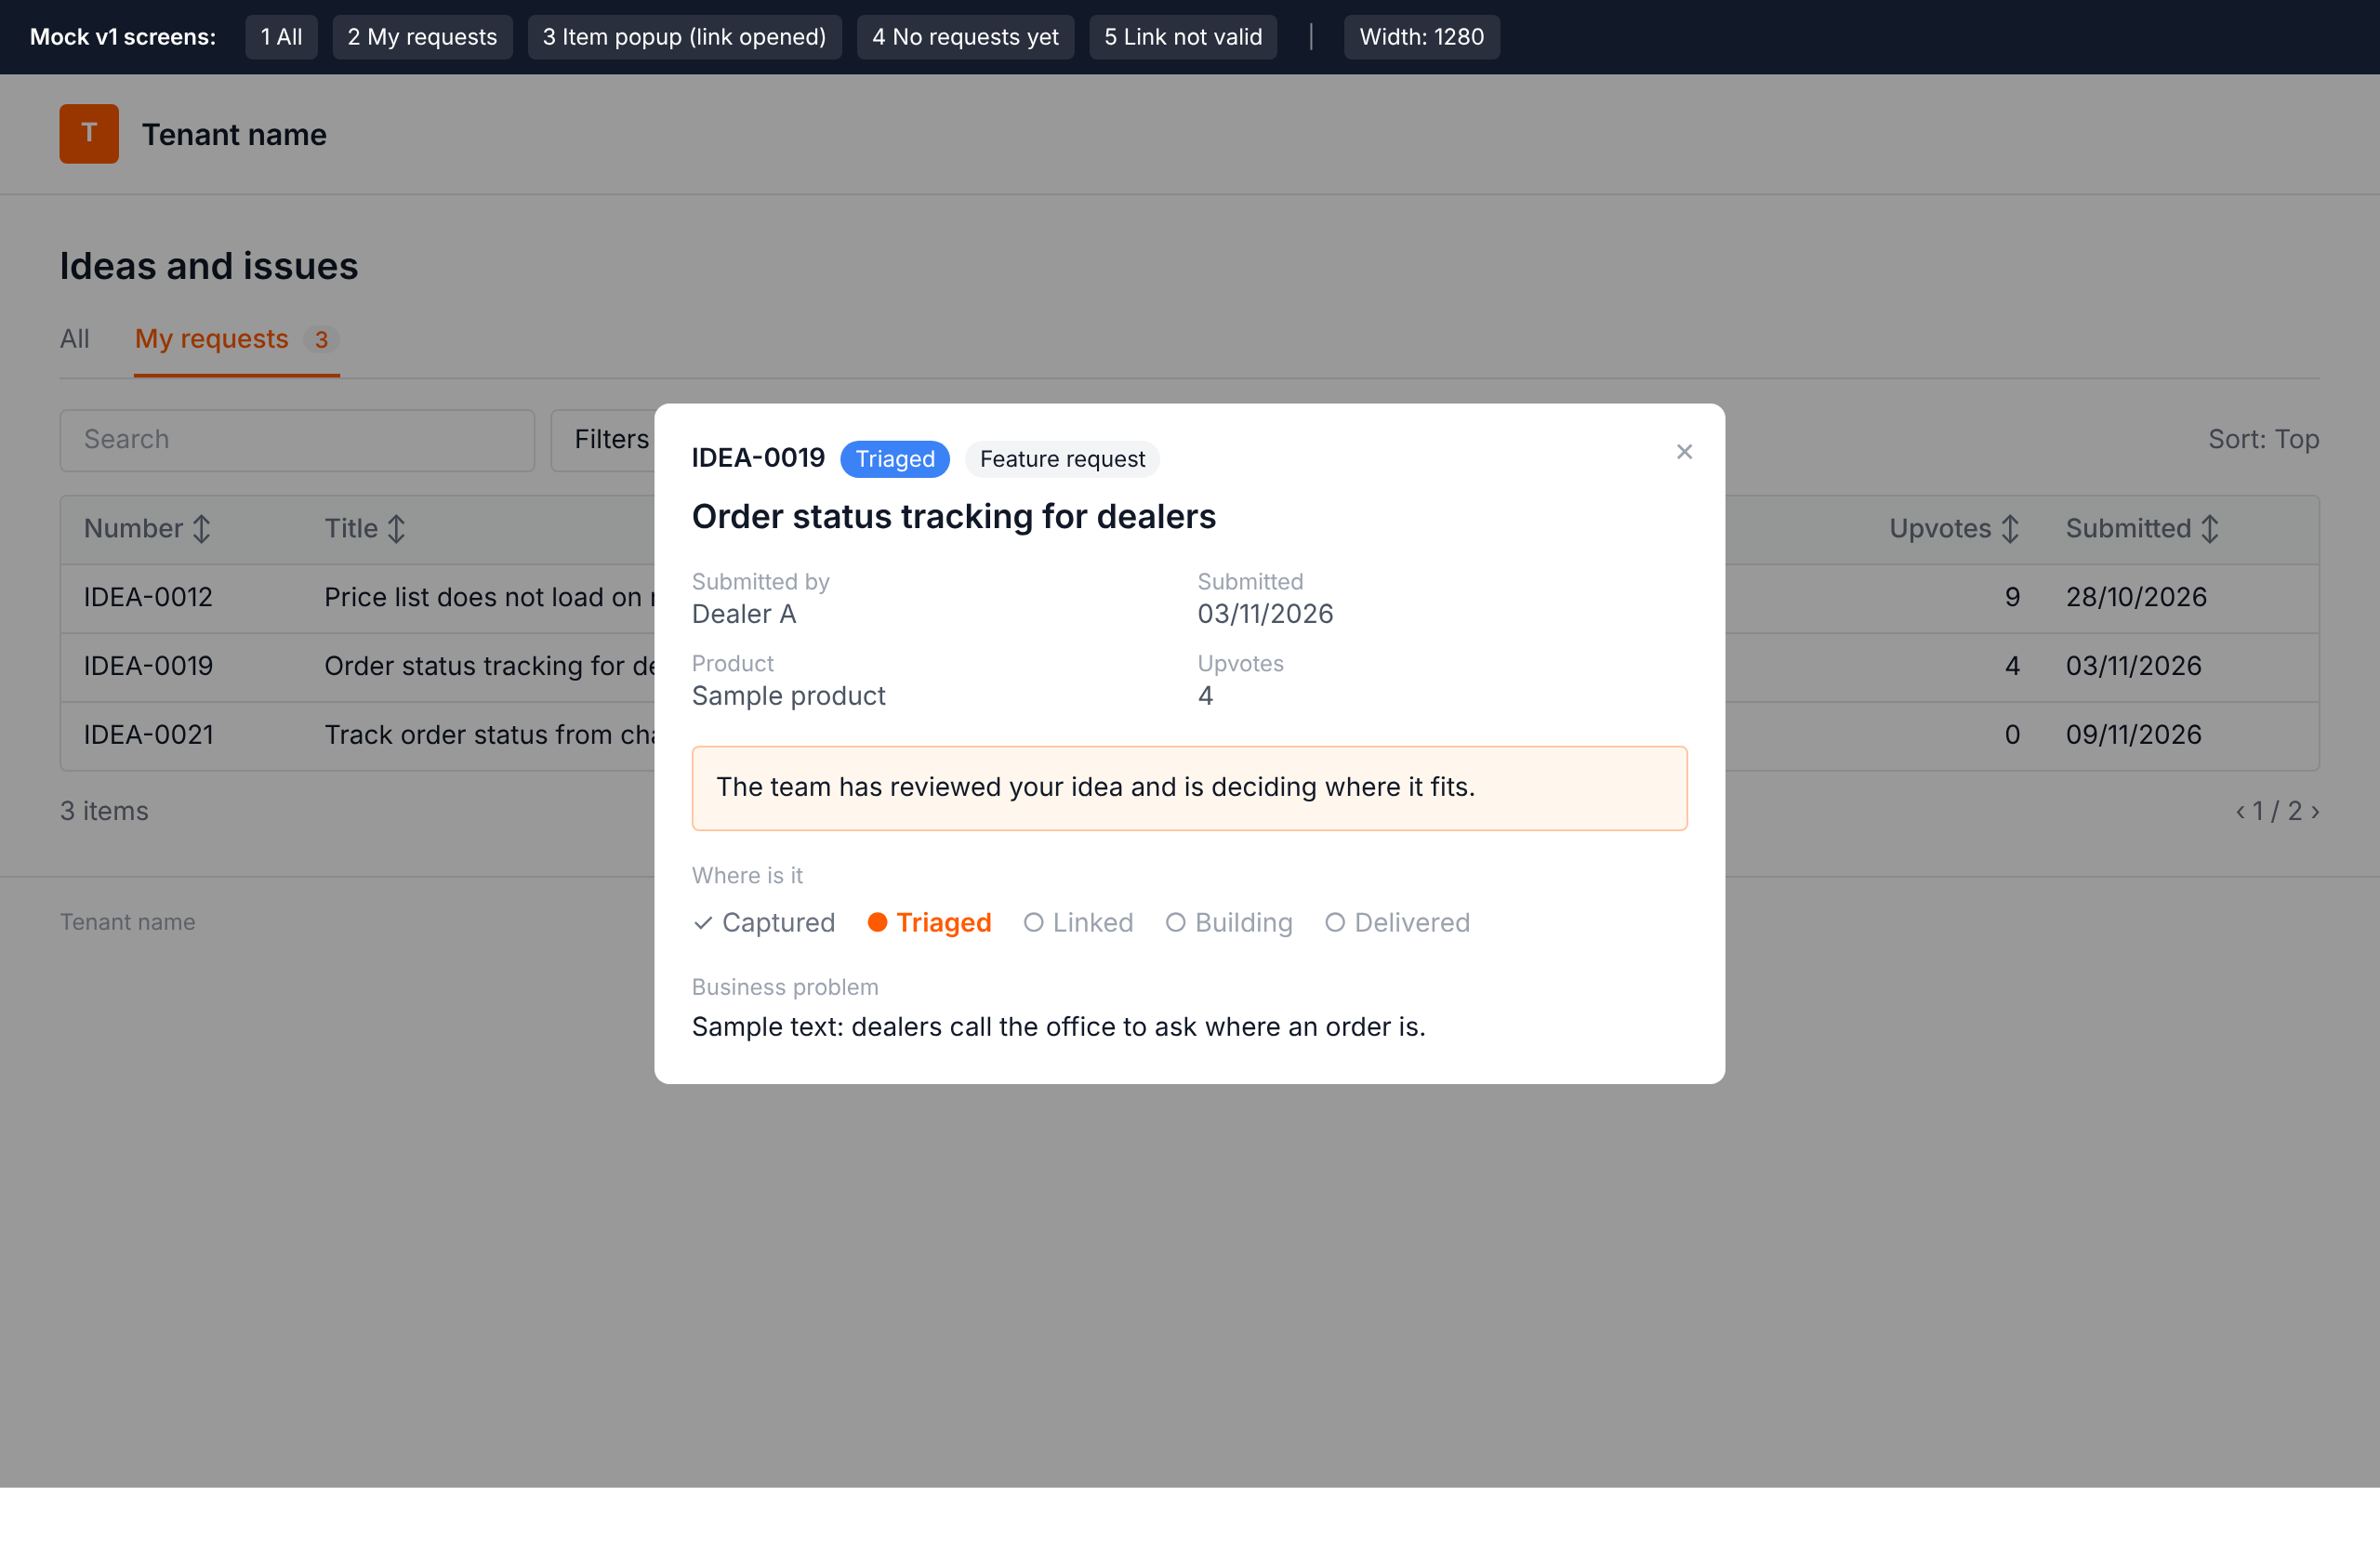 Mock v1 screens: 1 All 2 My requests 3 Item popup (link opened) 4 No requests yet 5 Link not valid | Width: 1280
T Tenant name
Ideas and issues
All My requests 3
Search Filters Sort: Top
Number Title Upvotes Submitted
IDEA-0012 Price list does not load on 9 28/10/2026
IDEA-0019 Order status tracking for 4 03/11/2026
IDEA-0021 Track order status from 0 09/11/2026
3 items ‹ 1 / 2 ›
Tenant name
IDEA-0019 Triaged Feature request ×
Order status tracking for dealers
Submitted by Submitted
Dealer A 03/11/2026
Product Upvotes
Sample product 4
The team has reviewed your idea and is deciding where it fits.
Where is it
✓ Captured Triaged Linked Building Delivered
Business problem
Sample text: dealers call the office to ask where an order is.